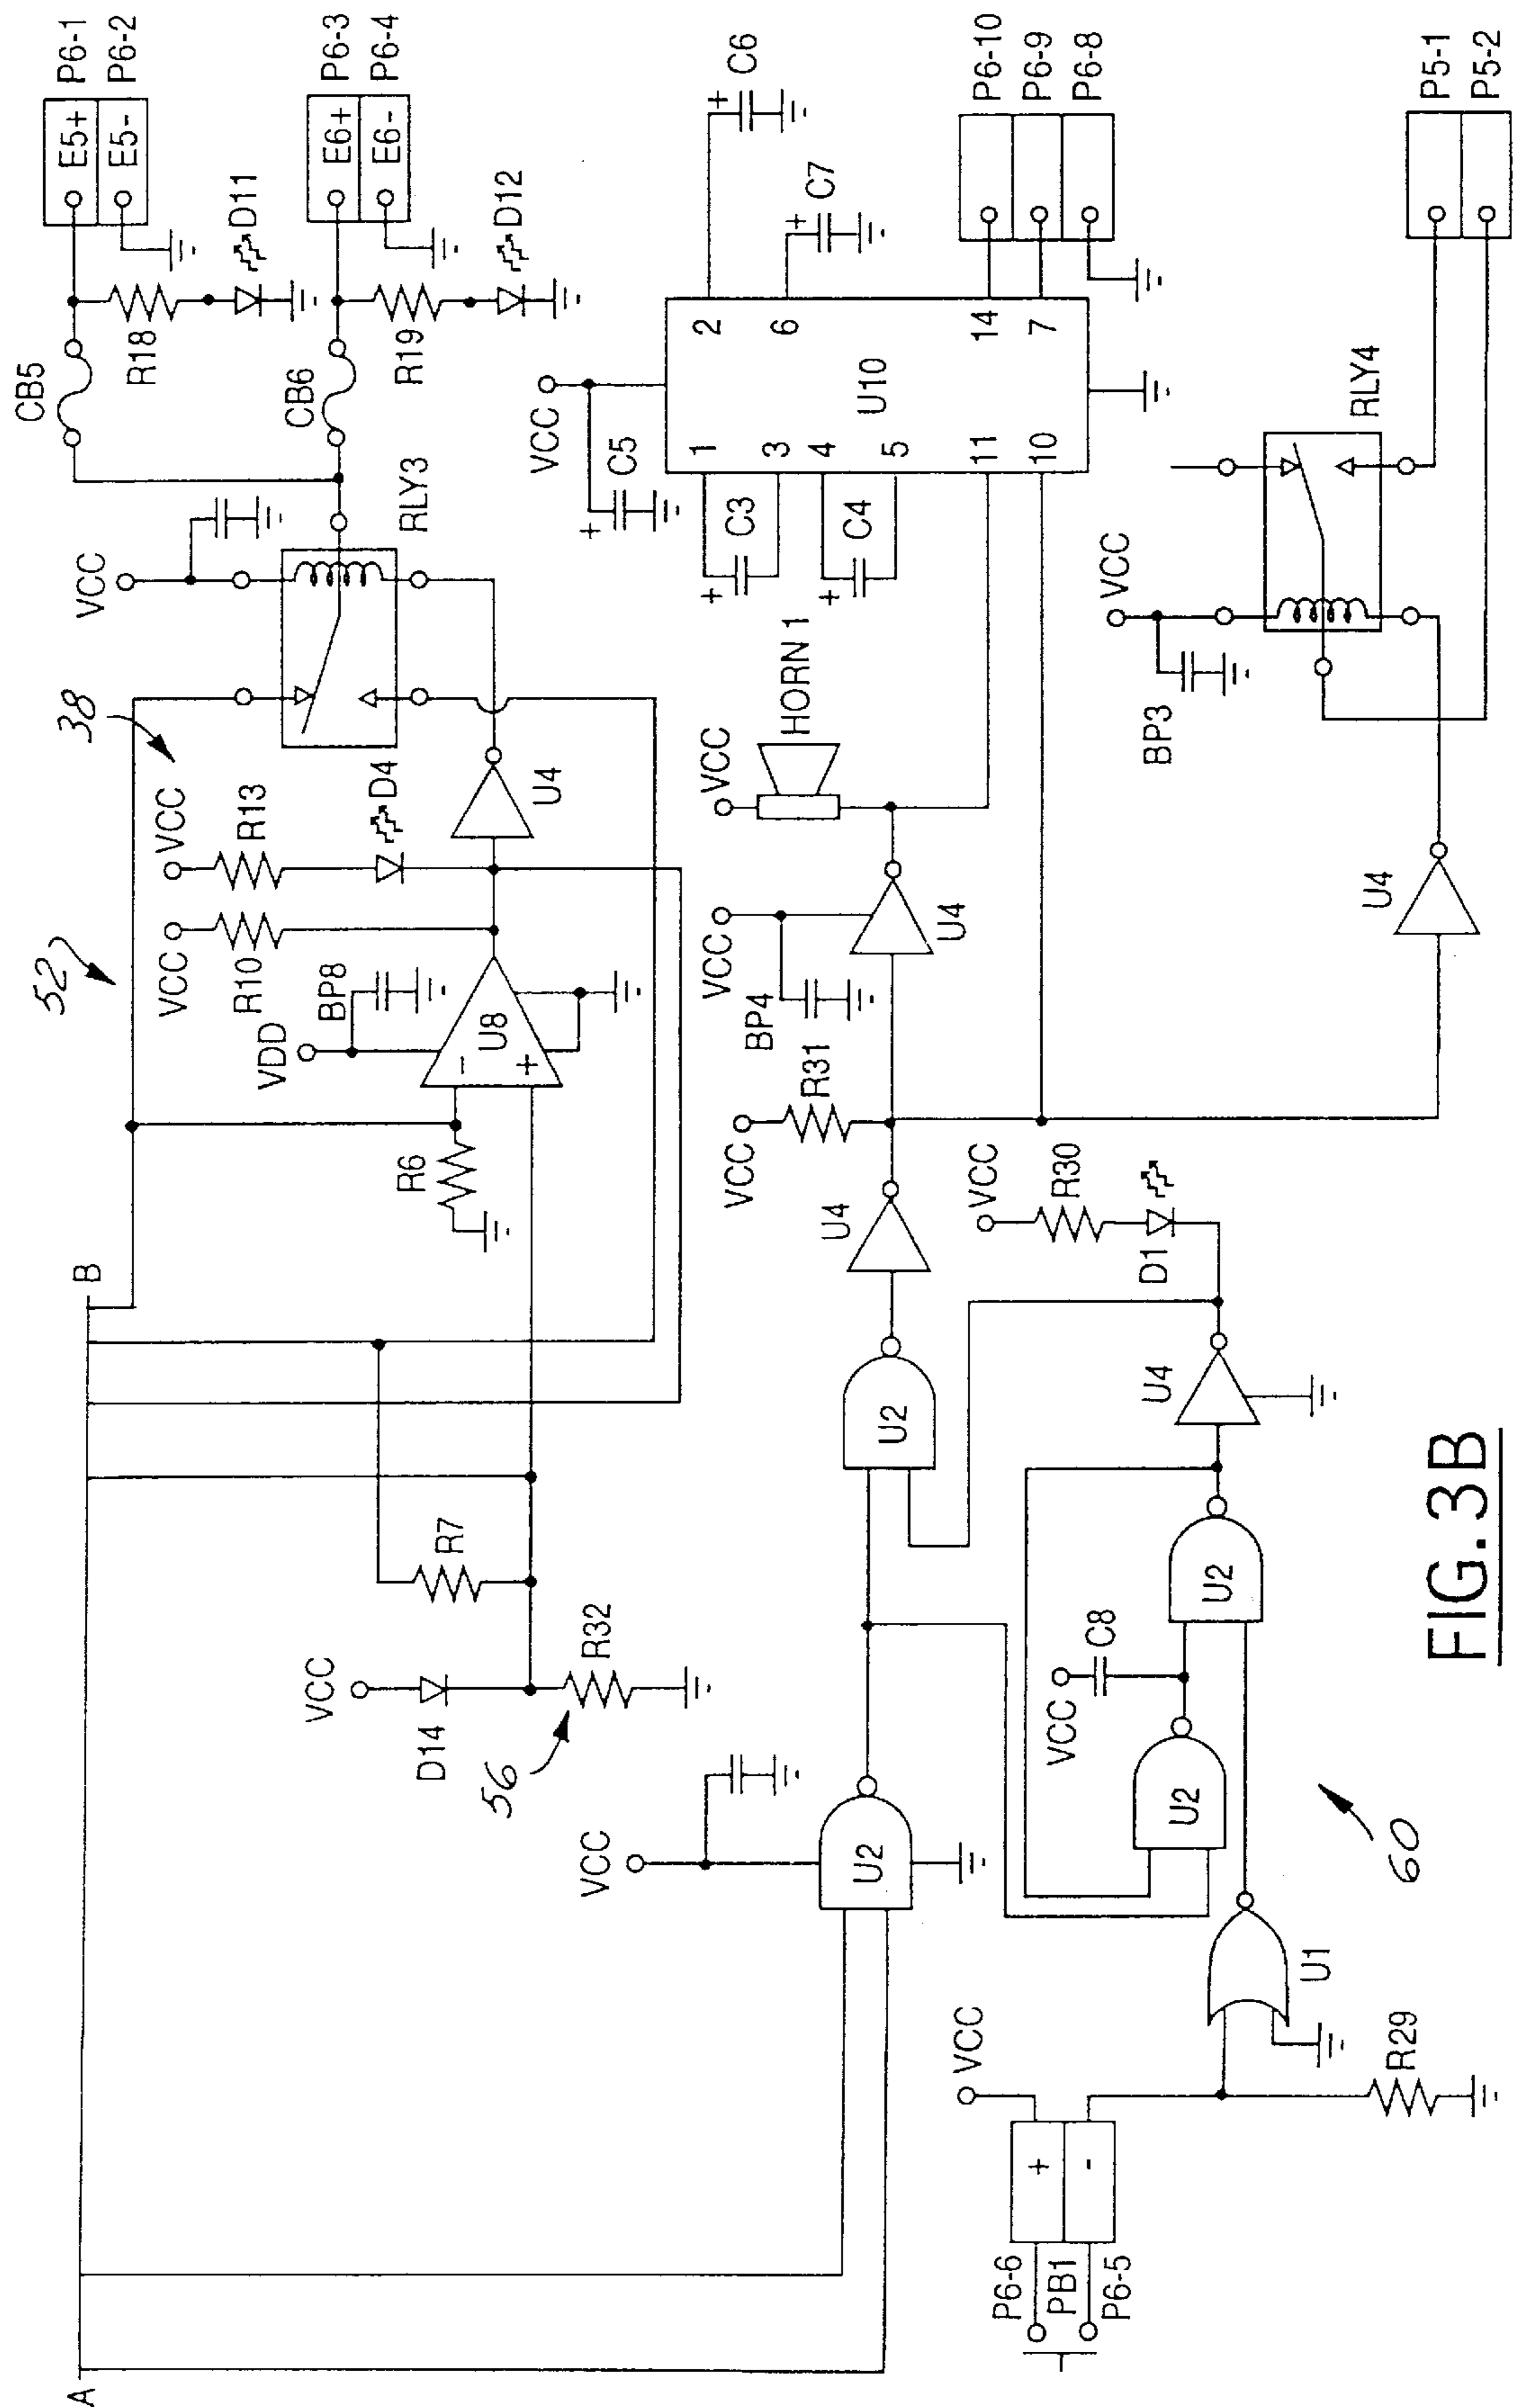 A
B
52
38
VCC
R10
VCC
R13
D4
VDD
BP8
U8
-
+
R6
R7
VCC
D14
R32
56
U4
VCC
RLY3
CB5
R18
D11
E5+
E5-
P6-1
P6-2
CB6
R19
D12
E6+
E6-
P6-3
P6-4
VCC
U2
U2
U4
VCC
R31
VCC
BP4
U4
VCC
HORN 1
VCC
C5
+
C3
+
C4
+
1
3
4
5
11
10
U10
2
6
14
7
C6
+
C7
+
P6-10
P6-9
P6-8
P6-6
PB1
P6-5
+
-
VCC
R29
U1
U2
VCC
C8
U2
U4
VCC
R30
D1
60
U4
VCC
BP3
RLY4
P5-1
P5-2
FIG. 3B